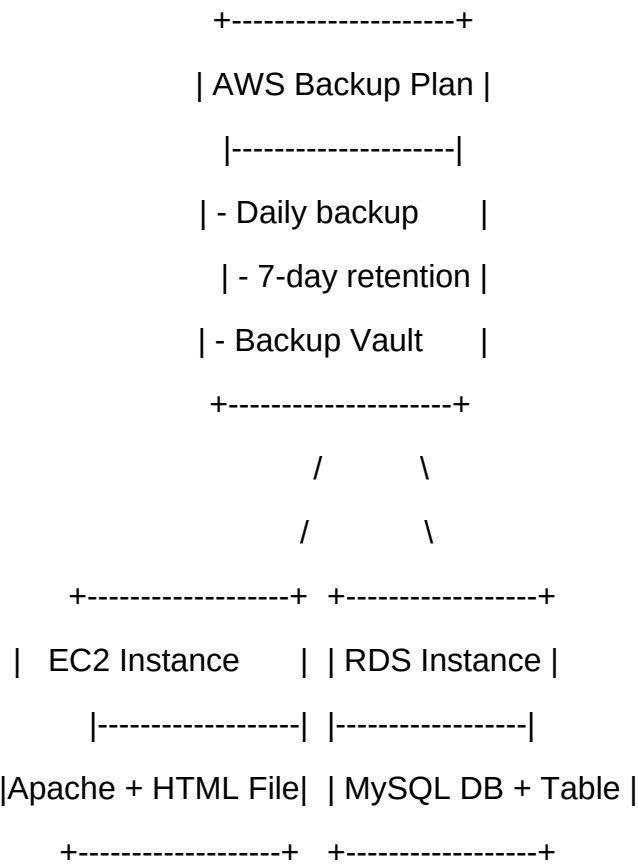 +---------------------+
| AWS Backup Plan |
|---------------------|
| - Daily backup       |
| - 7-day retention |
| - Backup Vault       |
+---------------------+
/          \
/            \
+-------------------+   +------------------+
|   EC2 Instance       |  | RDS Instance |
|-------------------|  |------------------|
|Apache + HTML File|  | MySQL DB + Table |
+------------------+   +------------------+